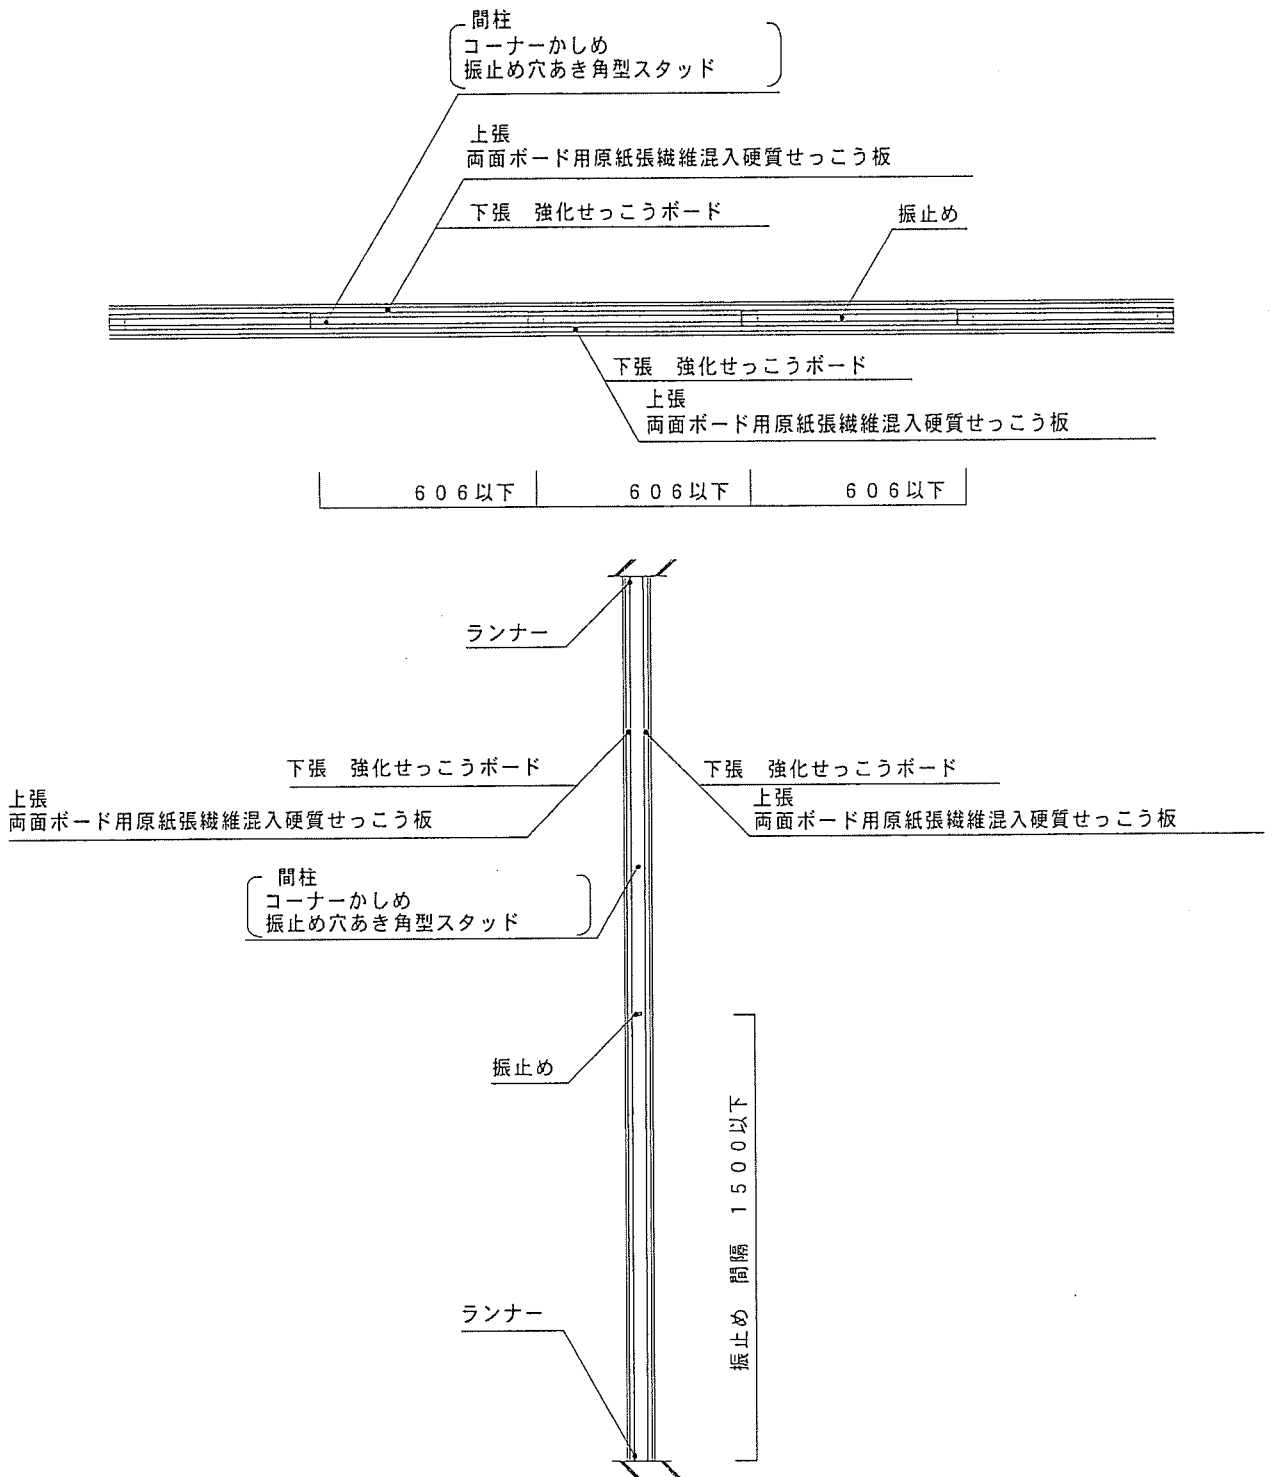 間柱
コーナーかしめ
振止め穴あき角型スタッド
上張
両面ボード用原紙張繊維混入硬質せっこう板
下張　強化せっこうボード
振止め
下張　強化せっこうボード
上張
両面ボード用原紙張繊維混入硬質せっこう板
６０６以下
６０６以下
６０６以下
ランナー
下張　強化せっこうボード
上張
両面ボード用原紙張繊維混入硬質せっこう板
下張　強化せっこうボード
上張
両面ボード用原紙張繊維混入硬質せっこう板
間柱
コーナーかしめ
振止め穴あき角型スタッド
振止め
振止め　間隔　１５００以下
ランナー